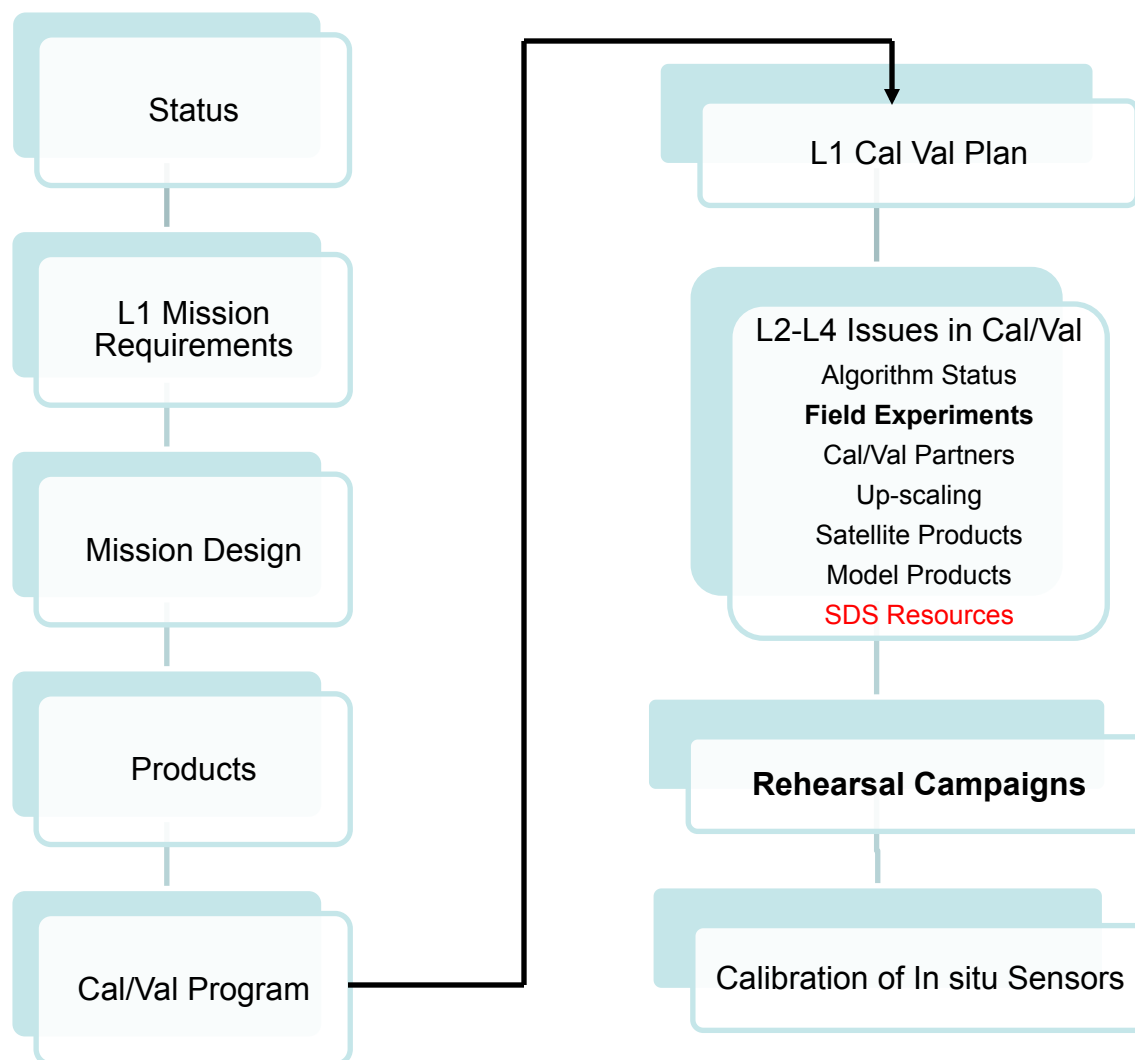 Status
L1 Mission
Requirements
Mission Design
Products
Cal/Val Program
L1 Cal Val Plan
L2-L4 Issues in Cal/Val
Algorithm Status
Field Experiments
Cal/Val Partners
Up-scaling
Satellite Products
Model Products
SDS Resources
Rehearsal Campaigns
Calibration of In situ Sensors